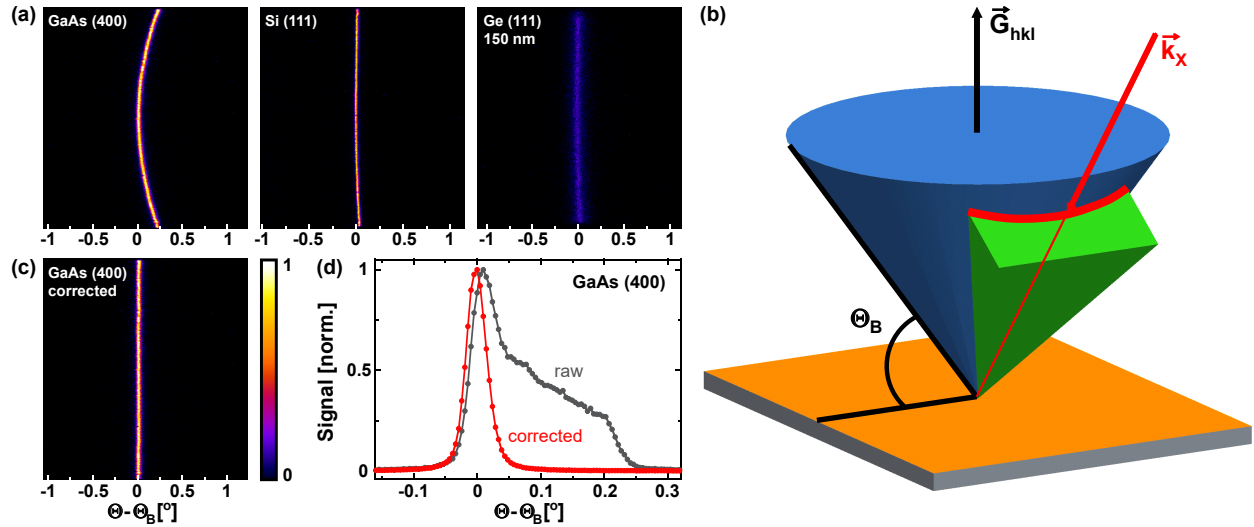 (a)
GaAs (400)
Si (111)
Ge (111)
150 nm
-1 -0.5 0 0.5 1
-1 -0.5 0 0.5 1
-1 -0.5 0 0.5 1
(b)
G⃗hkl
k⃗X
ΘB
(c)
GaAs (400)
corrected
1
0
-1 -0.5 0 0.5 1
Θ-ΘB[º]
(d)
GaAs (400)
raw
corrected
Signal [norm.]
1
0.5
0
-0.1 0 0.1 0.2 0.3
Θ-ΘB[º]